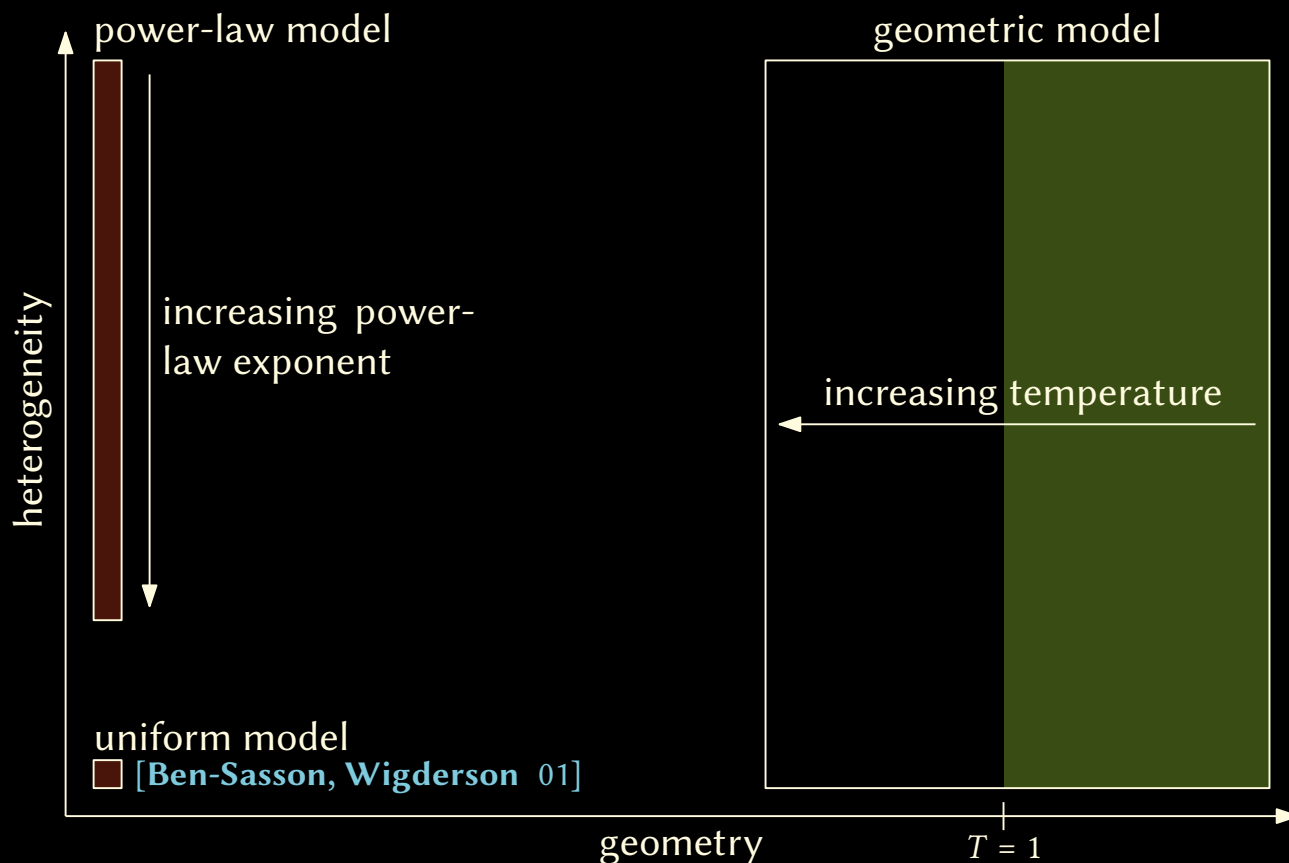 power-law model
geometric model
heterogeneity
increasing power-
law exponent
increasing temperature
uniform model
[Ben-Sasson, Wigderson 01]
geometry
T = 1